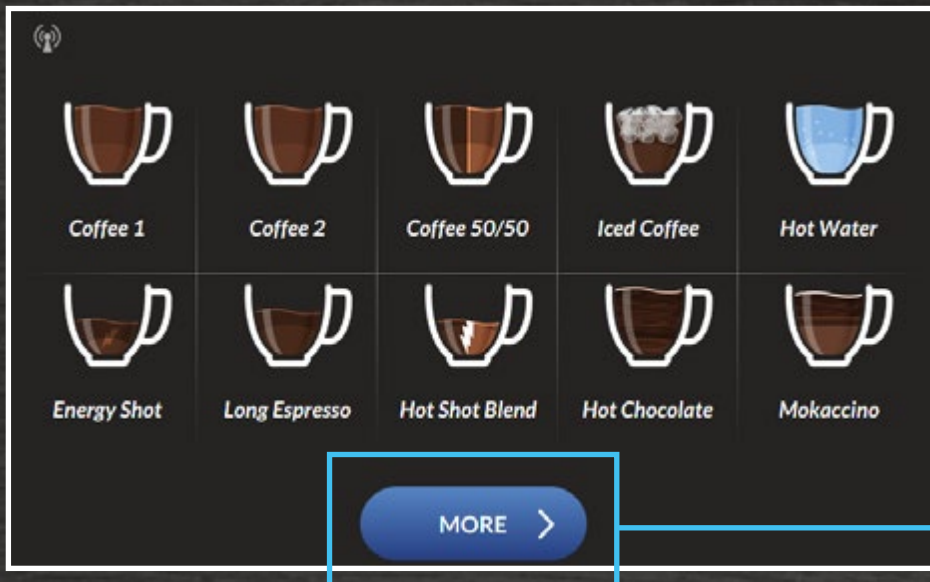 Coffee 1
Coffee 2
Coffee 50/50
Iced Coffee
Hot Water
Energy Shot
Long Espresso
Hot Shot Blend
Hot Chocolate
Mokaccino
MORE